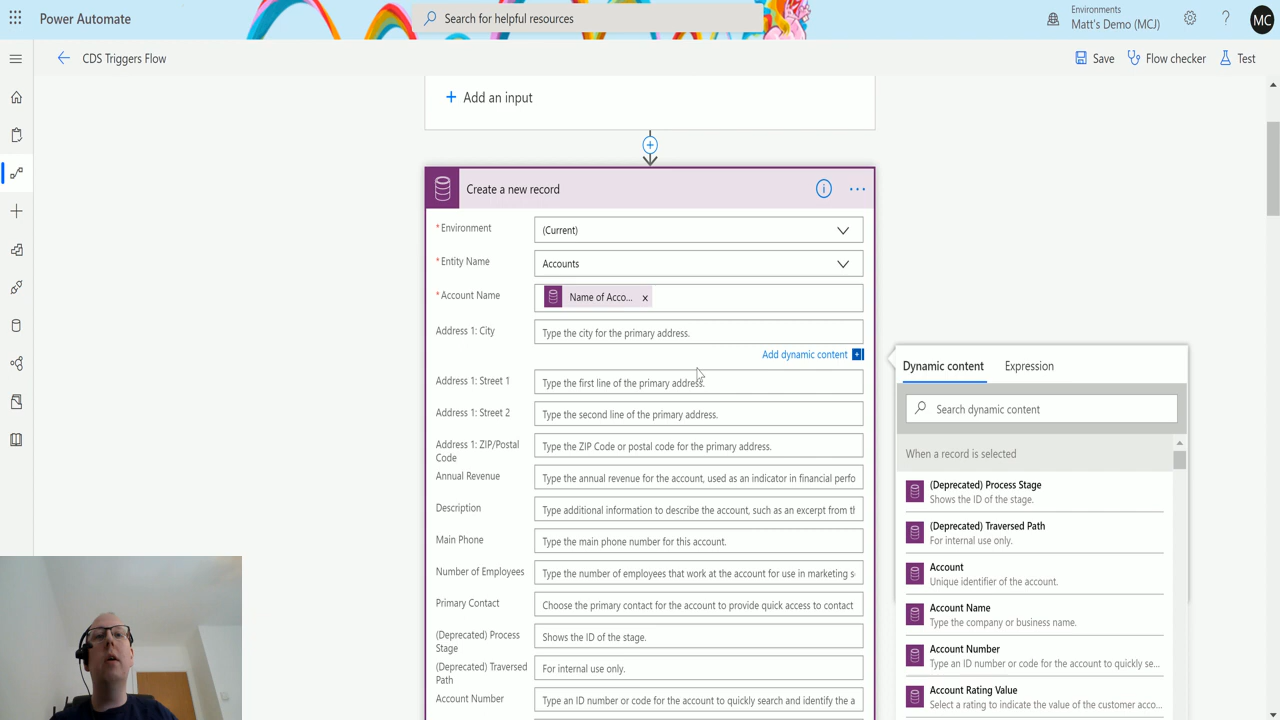 Power Automate
Search for helpful resources
Environments
Matt's Demo (MCJ)
?
MC
CDS Triggers Flow
Save
Flow checker
Test
+ Add an input
Create a new record
*Environment
(Current)
*Entity Name
Accounts
*Account Name
Name of Acco... x
Address 1: City
Type the city for the primary address.
Add dynamic content
Address 1: Street 1
Type the first line of the primary address.
Address 1: Street 2
Type the second line of the primary address.
Address 1: ZIP/Postal
Code
Type the ZIP Code or postal code for the primary address.
Annual Revenue
Type the annual revenue for the account, used as an indicator in financial perfo
Description
Type additional information to describe the account, such as an excerpt from th
Main Phone
Type the main phone number for this account.
Number of Employees
Type the number of employees that work at the account for use in marketing s
Primary Contact
Choose the primary contact for the account to provide quick access to contact
(Deprecated) Process
Stage
Shows the ID of the stage.
(Deprecated) Traversed
Path
For internal use only.
Account Number
Type an ID number or code for the account to quickly search and identify the a
Dynamic content
Expression
Search dynamic content
When a record is selected
(Deprecated) Process Stage
Shows the ID of the stage.
(Deprecated) Traversed Path
For internal use only.
Account
Unique identifier of the account.
Account Name
Type the company or business name.
Account Number
Type an ID number or code for the account to quickly se...
Account Rating Value
Select a rating to indicate the value of the customer acco...